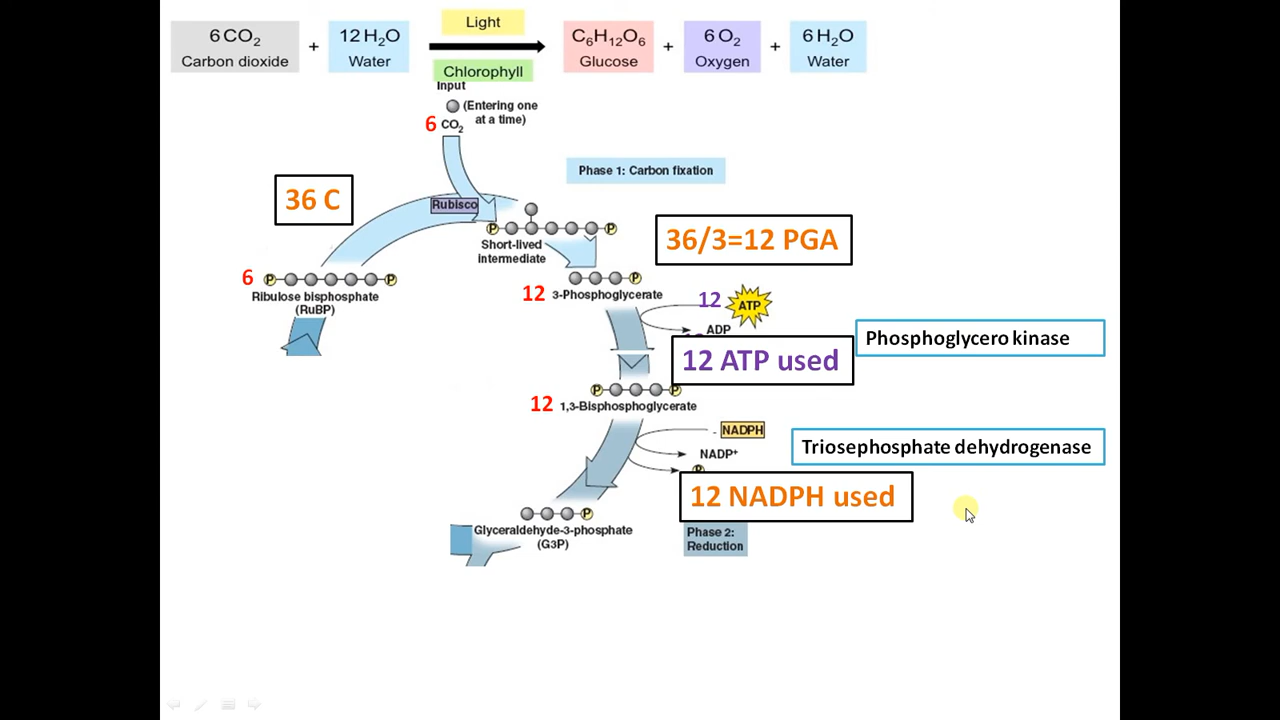 6 CO2 + 12 H2O Light C6H12O6 + 6 O2 + 6 H2O
Carbon dioxide Water Chlorophyll Glucose Oxygen Water
Input
(Entering one
at a time)
6 CO2
Phase 1: Carbon fixation
36 C
Rubisco
P P
Short-lived
intermediate
36/3=12 PGA
6 P P
Ribulose bisphosphate
(RuBP)
P
12 3-Phosphoglycerate
12 ATP
ADP
Phosphoglycero kinase
12 ATP used
P P
12 1,3-Bisphosphoglycerate
NADPH
NADP+
Triosephosphate dehydrogenase
P
12 NADPH used
P
Glyceraldehyde-3-phosphate
(G3P)
Phase 2:
Reduction